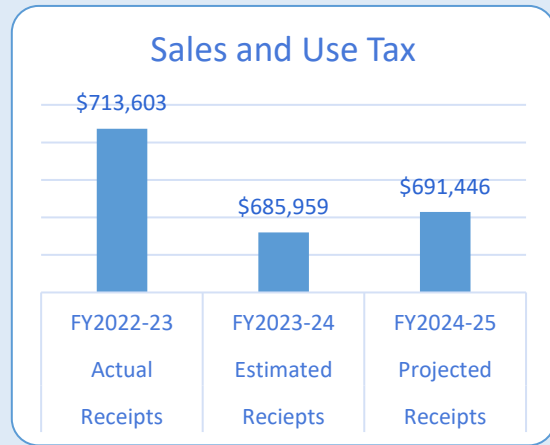 Sales and Use Tax
$713,603
$685,959
$691,446
FY2022-23 FY2023-24 FY2024-25
Actual Estimated Projected
Receipts Reciepts Receipts